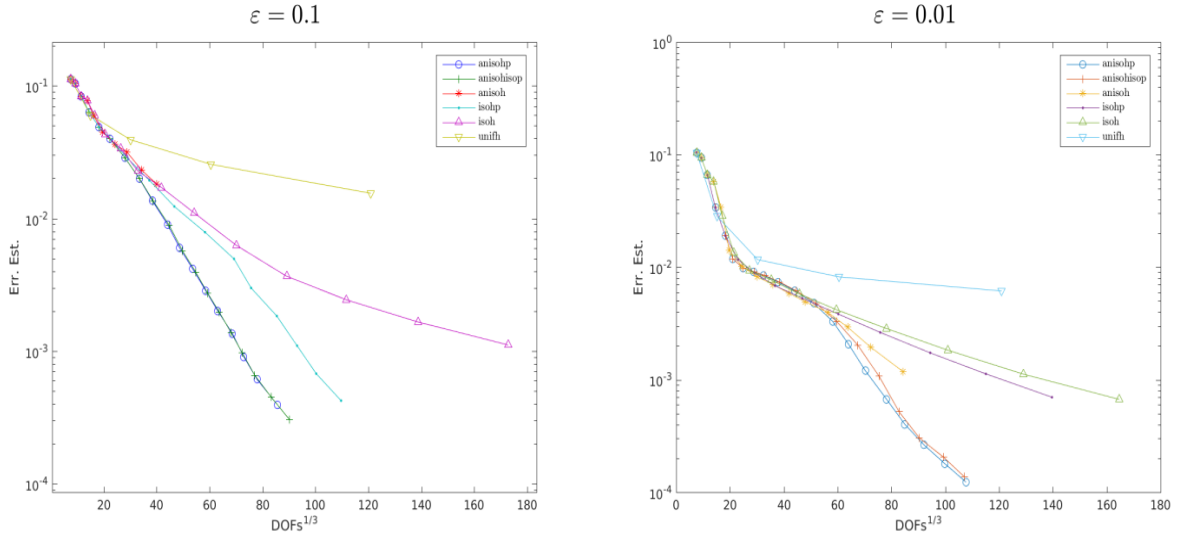 ε = 0.1
10⁻¹
10⁻²
10⁻³
10⁻⁴
Err. Est.
20 40 60 80 100 120 140 160 180
DOFs^1/3
anisohp
anisohisop
anisoh
isohp
isoh
unifh
ε = 0.01
10⁰
10⁻¹
10⁻²
10⁻³
10⁻⁴
Err. Est.
0 20 40 60 80 100 120 140 160 180
DOFs^1/3
anisohp
anisohisop
anisoh
isohp
isoh
unifh